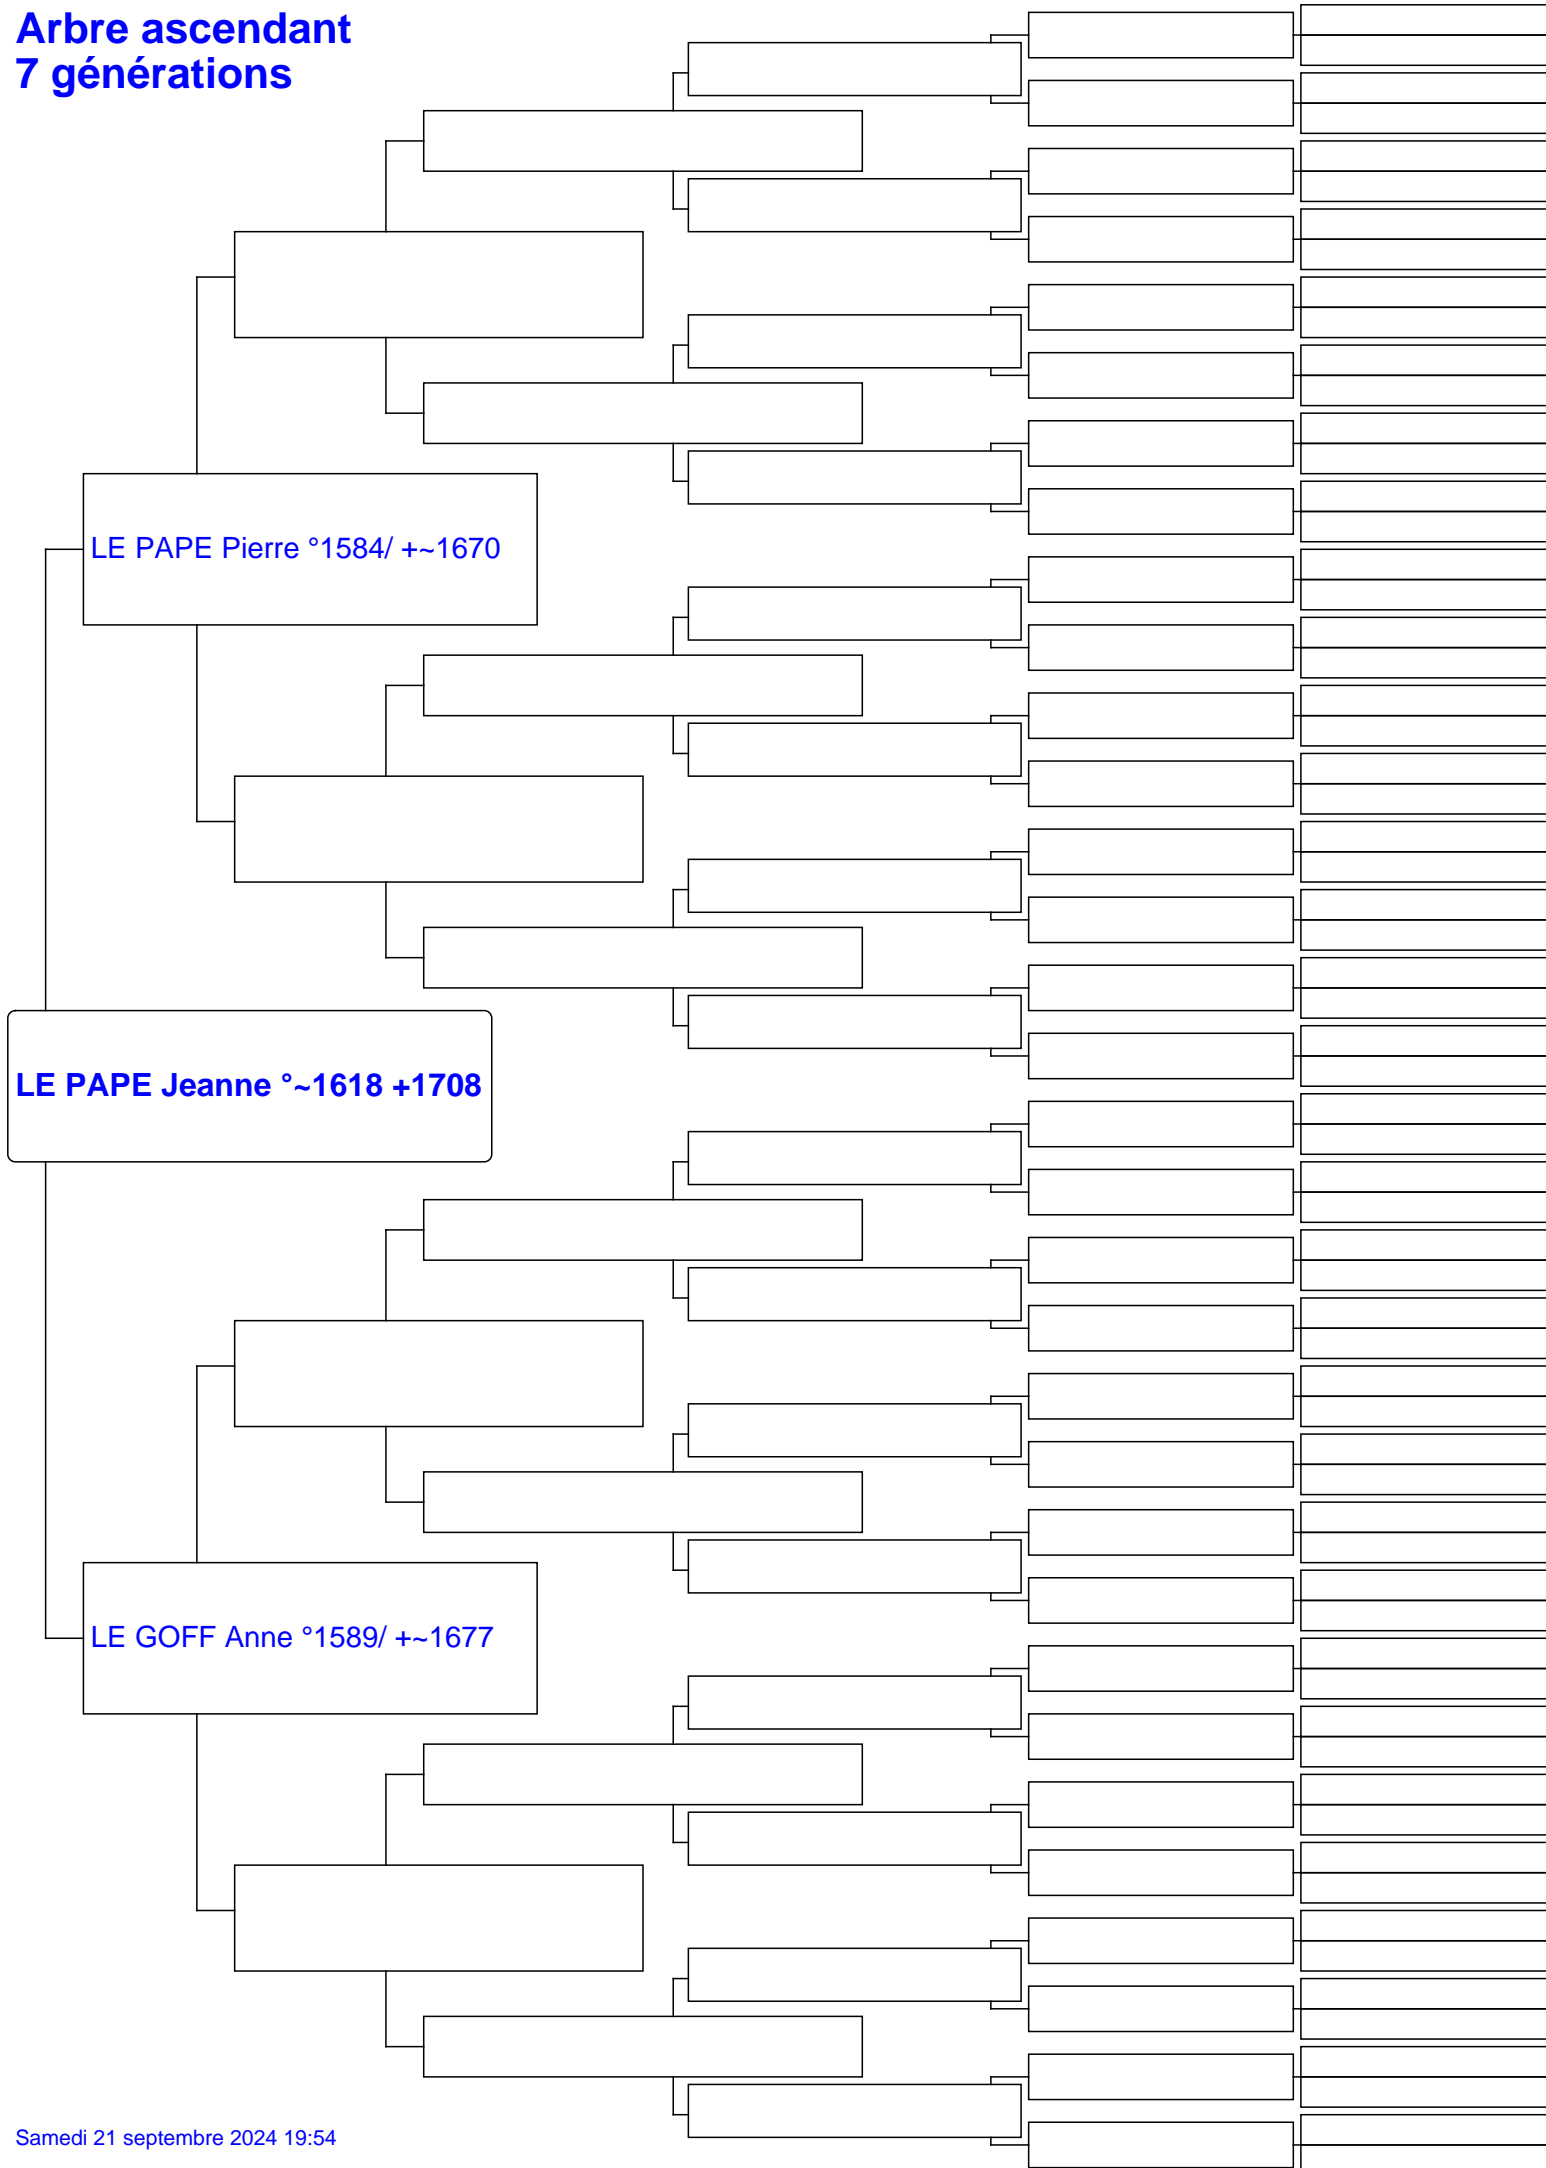 Arbre ascendant
7 générations
LE PAPE Pierre °1584/ +~1670
LE PAPE Jeanne °~1618 +1708
LE GOFF Anne °1589/ +~1677
Samedi 21 septembre 2024 19:54